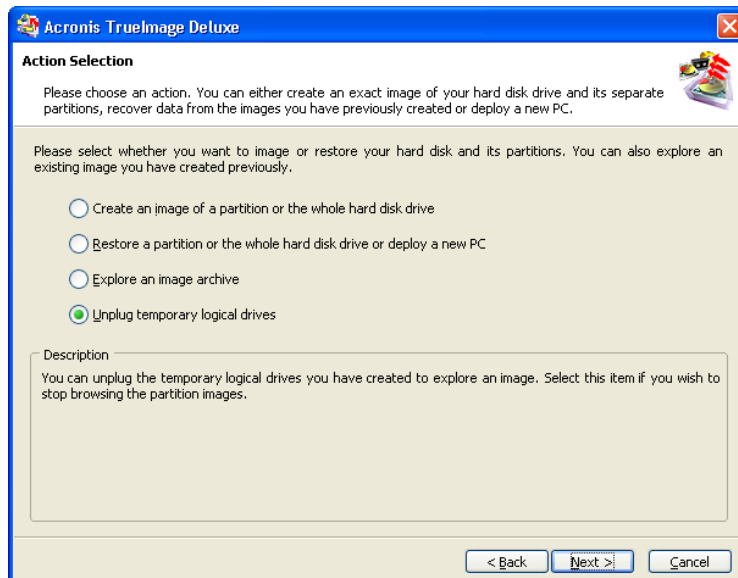 Acronis TrueImage Deluxe
Action Selection
Please choose an action. You can either create an exact image of your hard disk drive and its separate
partitions, recover data from the images you have previously created or deploy a new PC.
Please select whether you want to image or restore your hard disk and its partitions. You can also explore an
existing image you have created previously.
Create an image of a partition or the whole hard disk drive
Restore a partition or the whole hard disk drive or deploy a new PC
Explore an image archive
Unplug temporary logical drives
Description
You can unplug the temporary logical drives you have created to explore an image. Select this item if you wish to
stop browsing the partition images.
< Back Next > Cancel